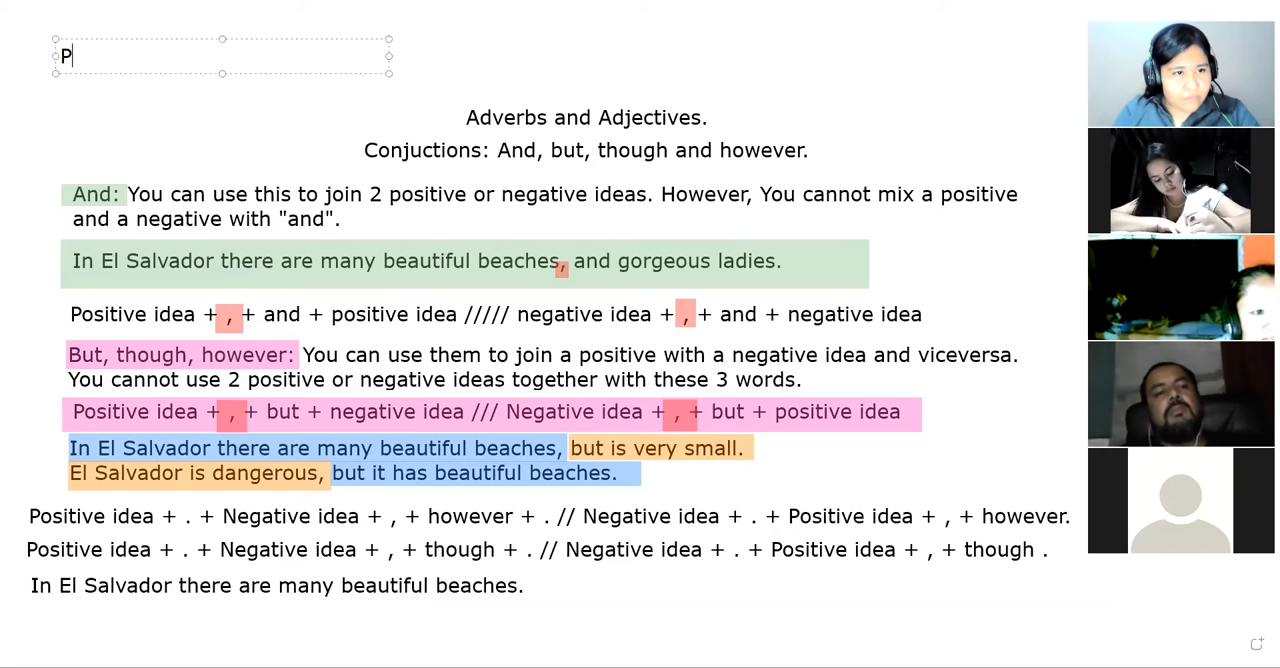 P
Adverbs and Adjectives.
Conjuctions: And, but, though and however.
And: You can use this to join 2 positive or negative ideas. However, You cannot mix a positive
and a negative with "and".
In El Salvador there are many beautiful beaches, and gorgeous ladies.
Positive idea + , + and + positive idea ///// negative idea + , + and + negative idea
But, though, however: You can use them to join a positive with a negative idea and viceversa.
You cannot use 2 positive or negative ideas together with these 3 words.
Positive idea + , + but + negative idea /// Negative idea + , + but + positive idea
In El Salvador there are many beautiful beaches, but is very small.
El Salvador is dangerous, but it has beautiful beaches.
Positive idea + . + Negative idea + , + however + . // Negative idea + . + Positive idea + , + however.
Positive idea + . + Negative idea + , + though + . // Negative idea + . + Positive idea + , + though .
In El Salvador there are many beautiful beaches.